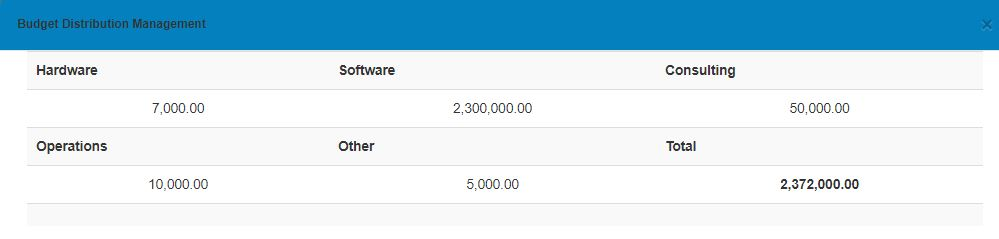 Budget Distribution Management ×
Hardware Software Consulting
7,000.00 2,300,000.00 50,000.00
Operations Other Total
10,000.00 5,000.00 2,372,000.00